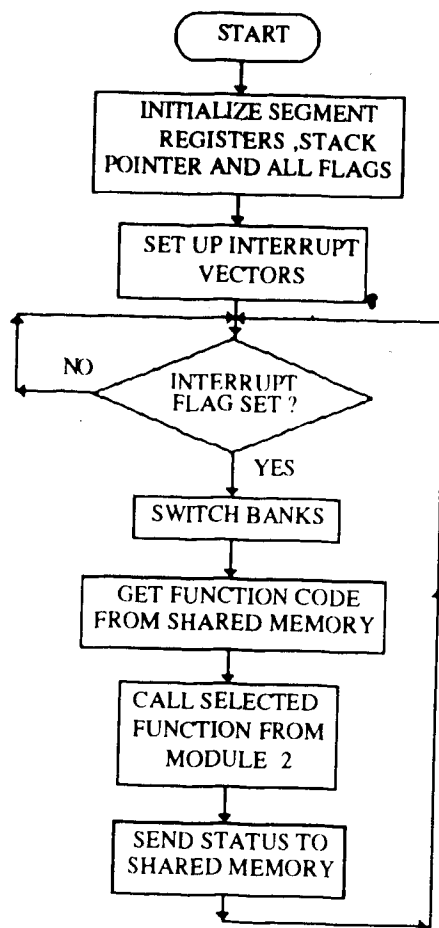 START
INITIALIZE SEGMENT
REGISTERS ,STACK
POINTER AND ALL FLAGS
SET UP INTERRUPT
VECTORS
NO
INTERRUPT
FLAG SET ?
YES
SWITCH BANKS
GET FUNCTION CODE
FROM SHARED MEMORY
CALL SELECTED
FUNCTION FROM
MODULE 2
SEND STATUS TO
SHARED MEMORY